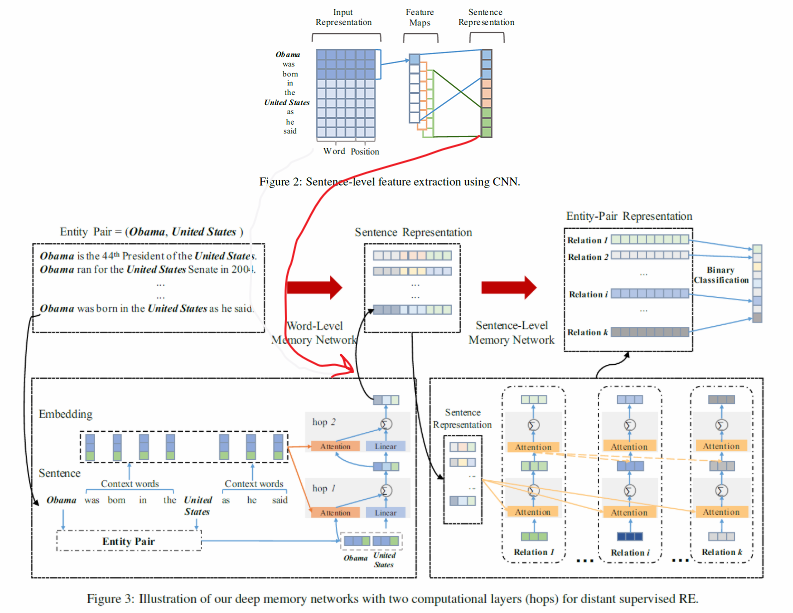 Input Representation
Feature Maps
Sentence Representation
Obama
was
born
in
the
United States
as
he
said
Word Position
Figure 2: Sentence-level feature extraction using CNN.
Entity Pair = (Obama, United States )
Obama is the 44th President of the United States.
Obama ran for the United States Senate in 2004.
...
...
Obama was born in the United States as he said.
Word-Level Memory Network
Sentence Representation
...
...
Sentence-Level Memory Network
Entity-Pair Representation
Relation 1
Relation 2
...
Relation i
...
Relation k
Binary Classification
Embedding
Sentence
Context words
Context words
Obama was born in the United States as he said
Entity Pair
hop 2
Attention
Linear
hop 1
Attention
Linear
Obama
United States
Sentence Representation
...
Attention
Attention
Attention
Attention
Attention
Attention
Relation 1
...
Relation i
...
Relation k
Figure 3: Illustration of our deep memory networks with two computational layers (hops) for distant supervised RE.